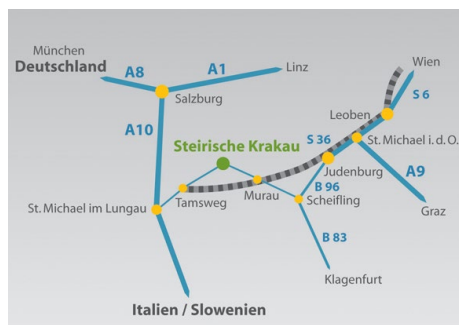 München
Deutschland
A8
A1
Linz
Salzburg
A10
Wien
S 6
Leoben
Steirische Krakau
S 36
St. Michael i. d. O.
Judenburg
A9
B 96
Tamsweg
Murau
Scheifling
St. Michael im Lungau
Graz
B 83
Klagenfurt
Italien / Slowenien